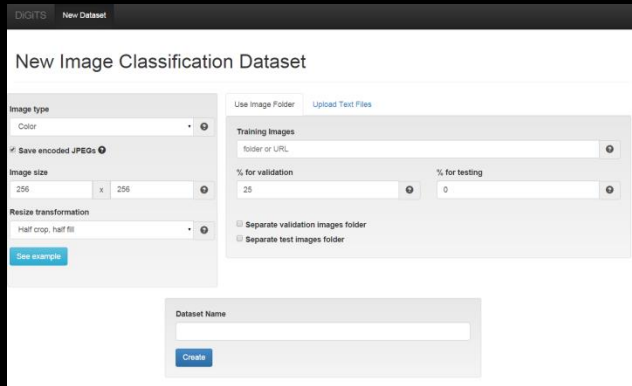 DIGITS New Dataset
New Image Classification Dataset
Image type
Color
Save encoded JPEGs
Image size
256 x 256
Resize transformation
Half crop, half fill
See example
Use Image Folder Upload Text Files
Training Images
folder or URL
% for validation % for testing
25 0
Separate validation images folder
Separate test images folder
Dataset Name
Create